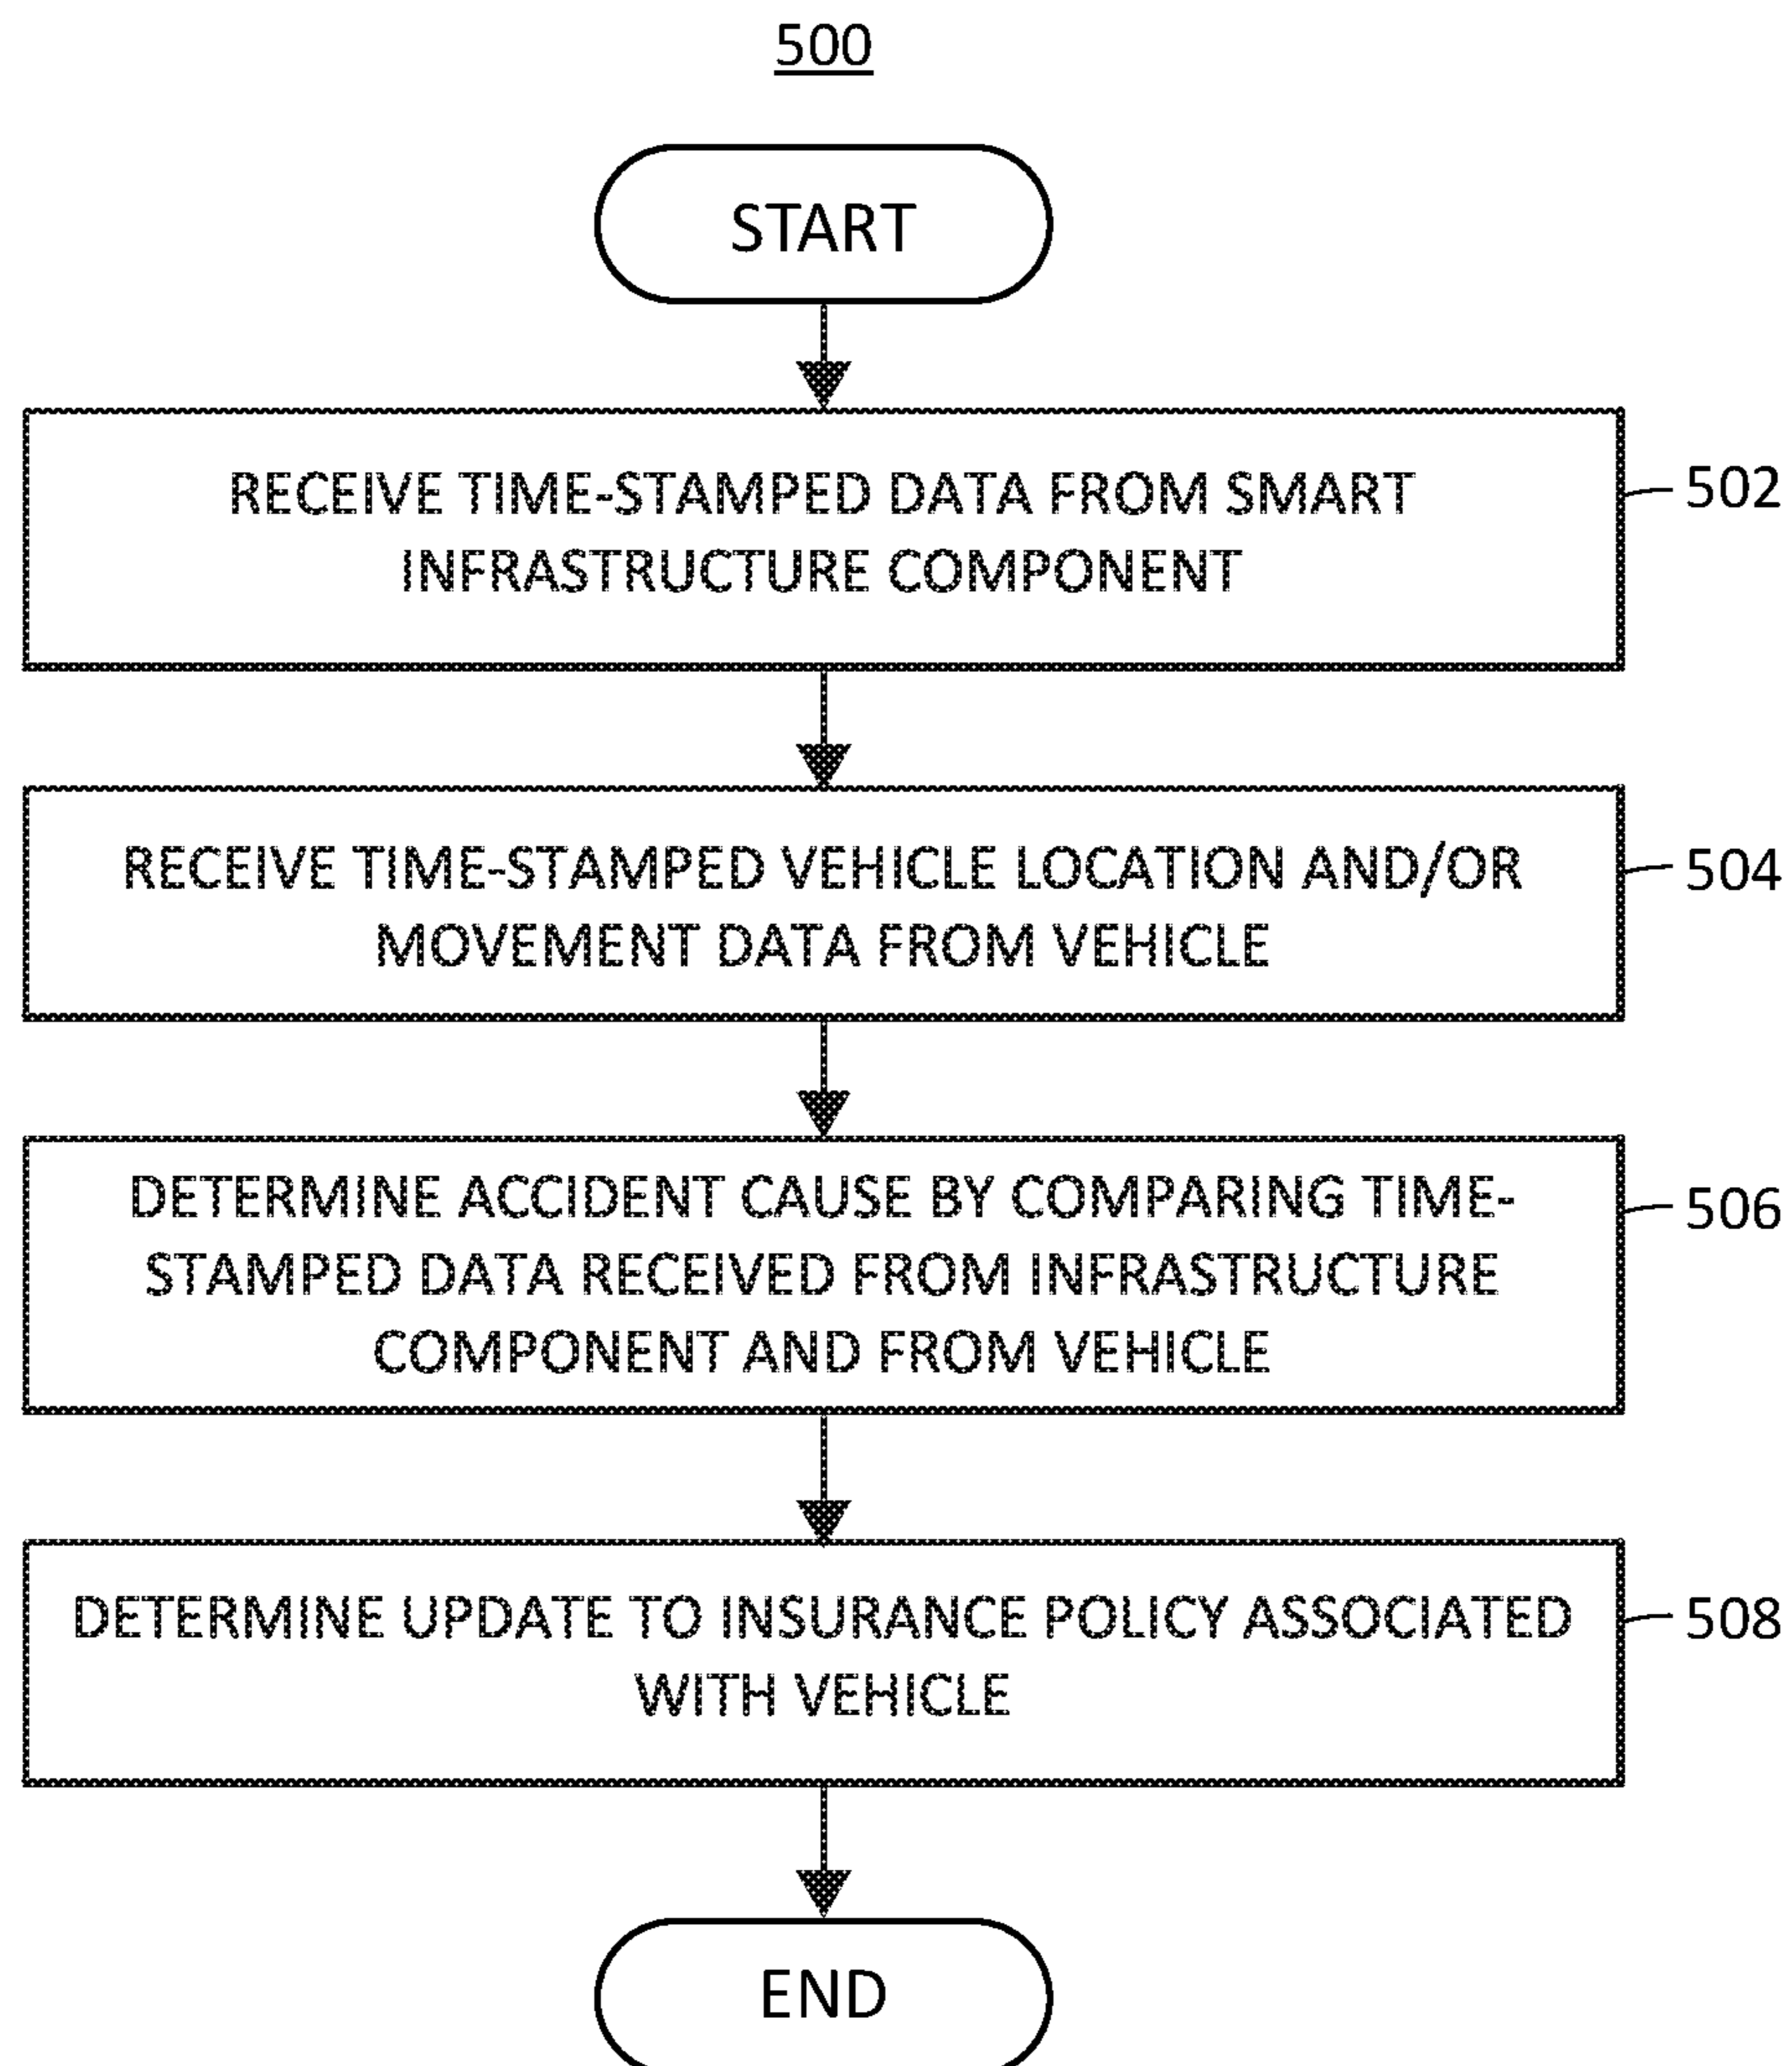 500
START
RECEIVE TIME-STAMPED DATA FROM SMART
INFRASTRUCTURE COMPONENT
502
RECEIVE TIME-STAMPED VEHICLE LOCATION AND/OR
MOVEMENT DATA FROM VEHICLE
504
DETERMINE ACCIDENT CAUSE BY COMPARING TIME-
STAMPED DATA RECEIVED FROM INFRASTRUCTURE
COMPONENT AND FROM VEHICLE
506
DETERMINE UPDATE TO INSURANCE POLICY ASSOCIATED
WITH VEHICLE
508
END